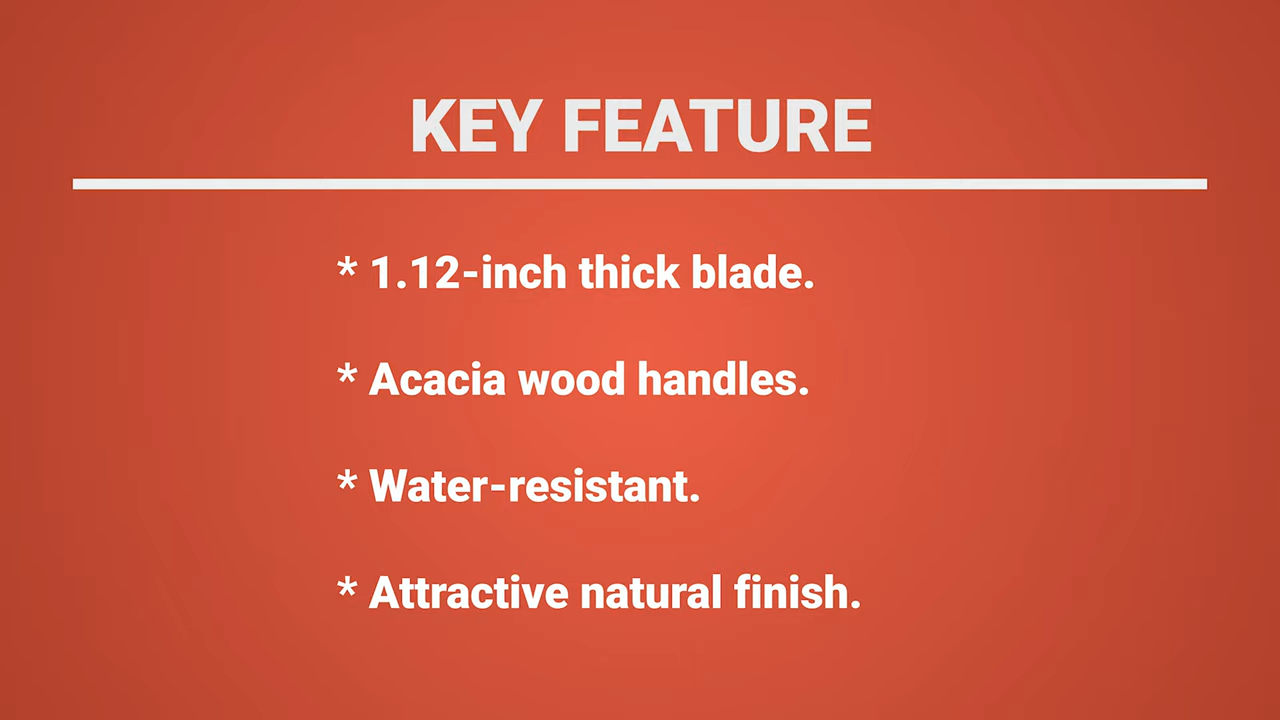 KEY FEATURE
* 1.12-inch thick blade.
* Acacia wood handles.
* Water-resistant.
* Attractive natural finish.